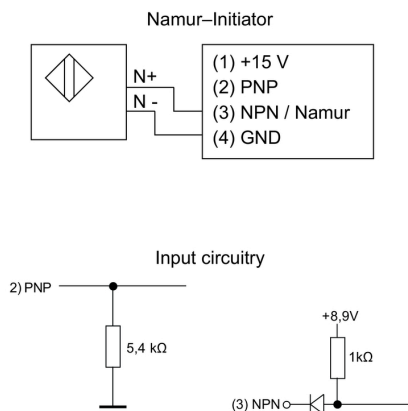 Namur–Initiator
N+
N -
(1) +15 V
(2) PNP
(3) NPN / Namur
(4) GND
Input circuitry
2) PNP
5,4 kΩ
+8,9V
1kΩ
(3) NPN